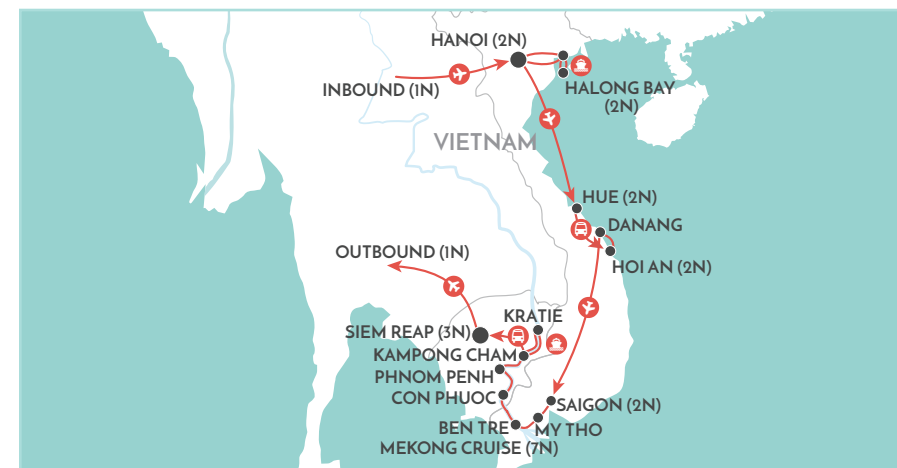 HANOI (2N)
INBOUND (1N)
HALONG BAY
(2N)
VIETNAM
HUE (2N)
DANANG
HOI AN (2N)
OUTBOUND (1N)
KRATIE
SIEM REAP (3N)
KAMPONG CHAM
PHNOM PENH
CON PHUOC
SAIGON (2N)
BEN TRE
MY THO
MEKONG CRUISE (7N)